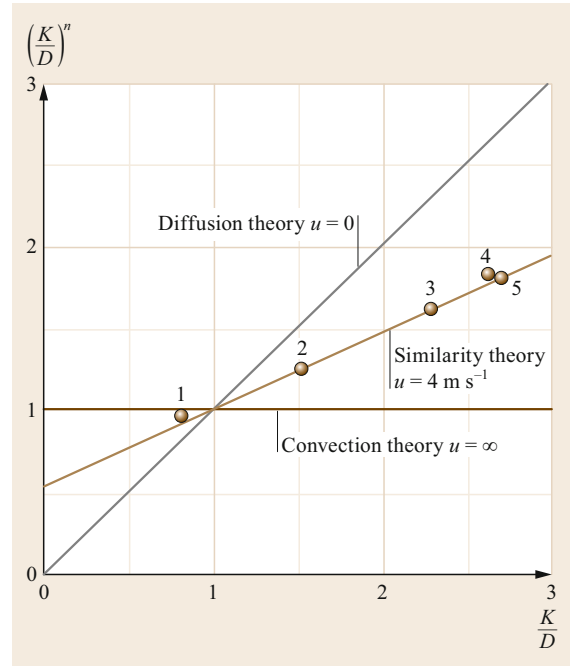 (K/D)^n
3
Diffusion theory u = 0
2
4
3
5
2
Similarity theory
u = 4 m s⁻¹
1
1
Convection theory u = ∞
0
0 1 2 3
K/D